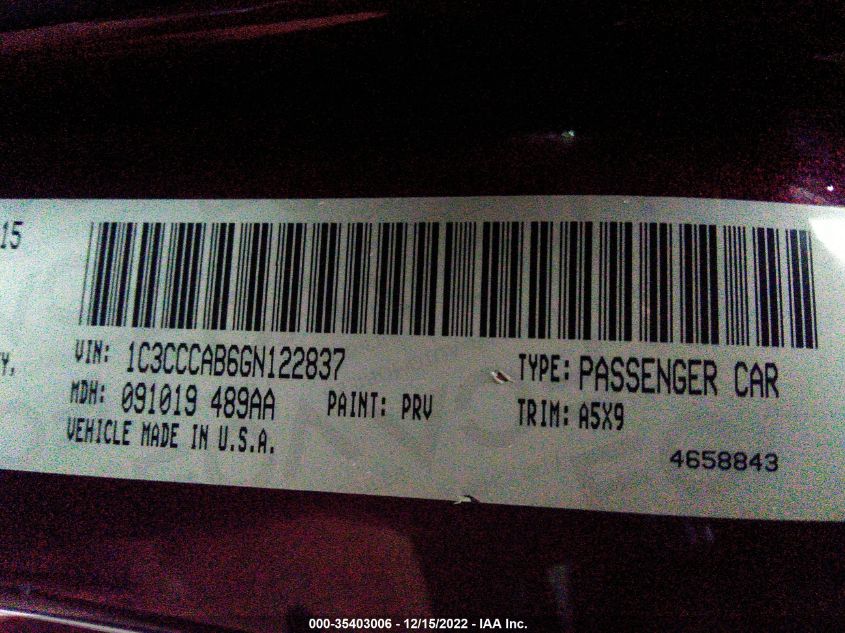 15
VIN: 1C3CCCAB6GN122837
TYPE: PASSENGER CAR
Y,
MDH: 091019 489AA
PAINT: PRV
TRIM: A5X9
VEHICLE MADE IN U.S.A.
4658843
000-35403006 - 12/15/2022 - IAA Inc.